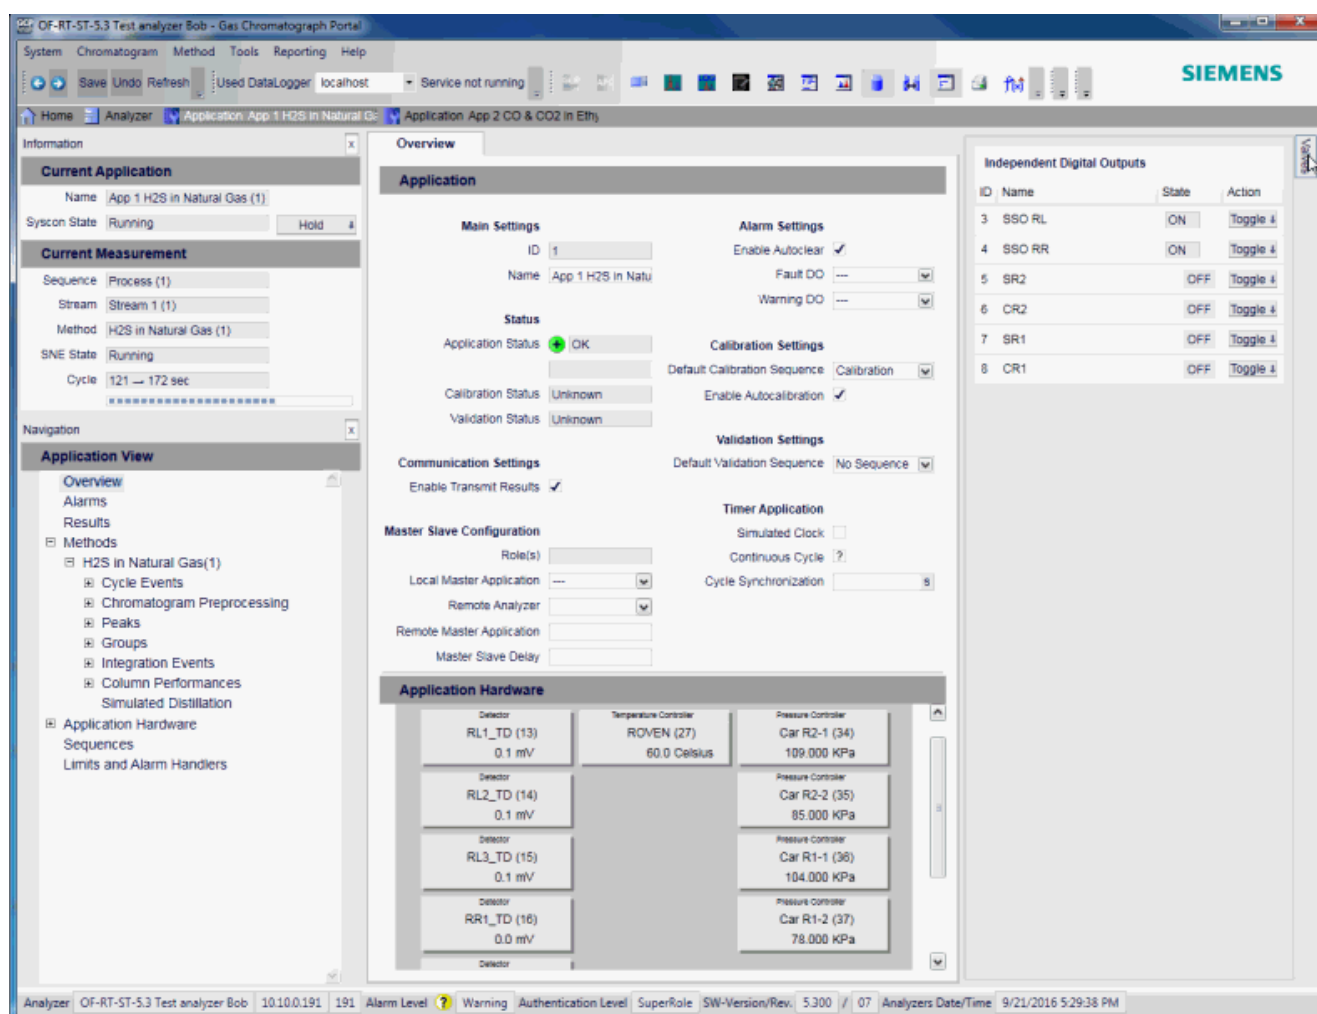 OF-RT-ST-5.3 Test analyzer Bob - Gas Chromatograph Portal
System Chromatogram Method Tools Reporting Help
Save Undo Refresh Used DataLogger localhost Service not running
SIEMENS
Home Analyzer Application App 1 H2S in Natural Ga Application App 2 CO & CO2 in Ethy
Information x
Current Application
Name App 1 H2S in Natural Gas (1)
Syscon State Running Hold
Current Measurement
Sequence Process (1)
Stream Stream 1 (1)
Method H2S in Natural Gas (1)
SNE State Running
Cycle 121 → 172 sec
Navigation x
Application View
Overview
Alarms
Results
Methods
H2S in Natural Gas(1)
Cycle Events
Chromatogram Preprocessing
Peaks
Groups
Integration Events
Column Performances
Simulated Distillation
Application Hardware
Sequences
Limits and Alarm Handlers
Overview
Application
Main Settings
ID 1
Name App 1 H2S in Natu
Status
Application Status OK
Calibration Status Unknown
Validation Status Unknown
Communication Settings
Enable Transmit Results
Master Slave Configuration
Role(s)
Local Master Application ---
Remote Analyzer
Remote Master Application
Master Slave Delay
Alarm Settings
Enable Autoclear
Fault DO ---
Warning DO ---
Calibration Settings
Default Calibration Sequence Calibration
Enable Autocalibration
Validation Settings
Default Validation Sequence No Sequence
Timer Application
Simulated Clock
Continuous Cycle ?
Cycle Synchronization s
Application Hardware
Detector
RL1_TD (13)
0.1 mV
Detector
RL2_TD (14)
0.1 mV
Detector
RL3_TD (15)
0.1 mV
Detector
RR1_TD (16)
0.0 mV
Detector
Temperature Controller
ROVEN (27)
60.0 Celsius
Pressure Controller
Car R2-1 (34)
109.000 KPa
Pressure Controller
Car R2-2 (35)
85.000 KPa
Pressure Controller
Car R1-1 (36)
104.000 KPa
Pressure Controller
Car R1-2 (37)
78.000 KPa
Independent Digital Outputs
ID Name State Action
3 SSO RL ON Toggle
4 SSO RR ON Toggle
5 SR2 OFF Toggle
6 CR2 OFF Toggle
7 SR1 OFF Toggle
8 CR1 OFF Toggle
Valves
Analyzer OF-RT-ST-5.3 Test analyzer Bob 10.10.0.191 191 Alarm Level ? Warning Authentication Level SuperRole SW-Version/Rev. 5.300 / 07 Analyzers Date/Time 9/21/2016 5:29:38 PM